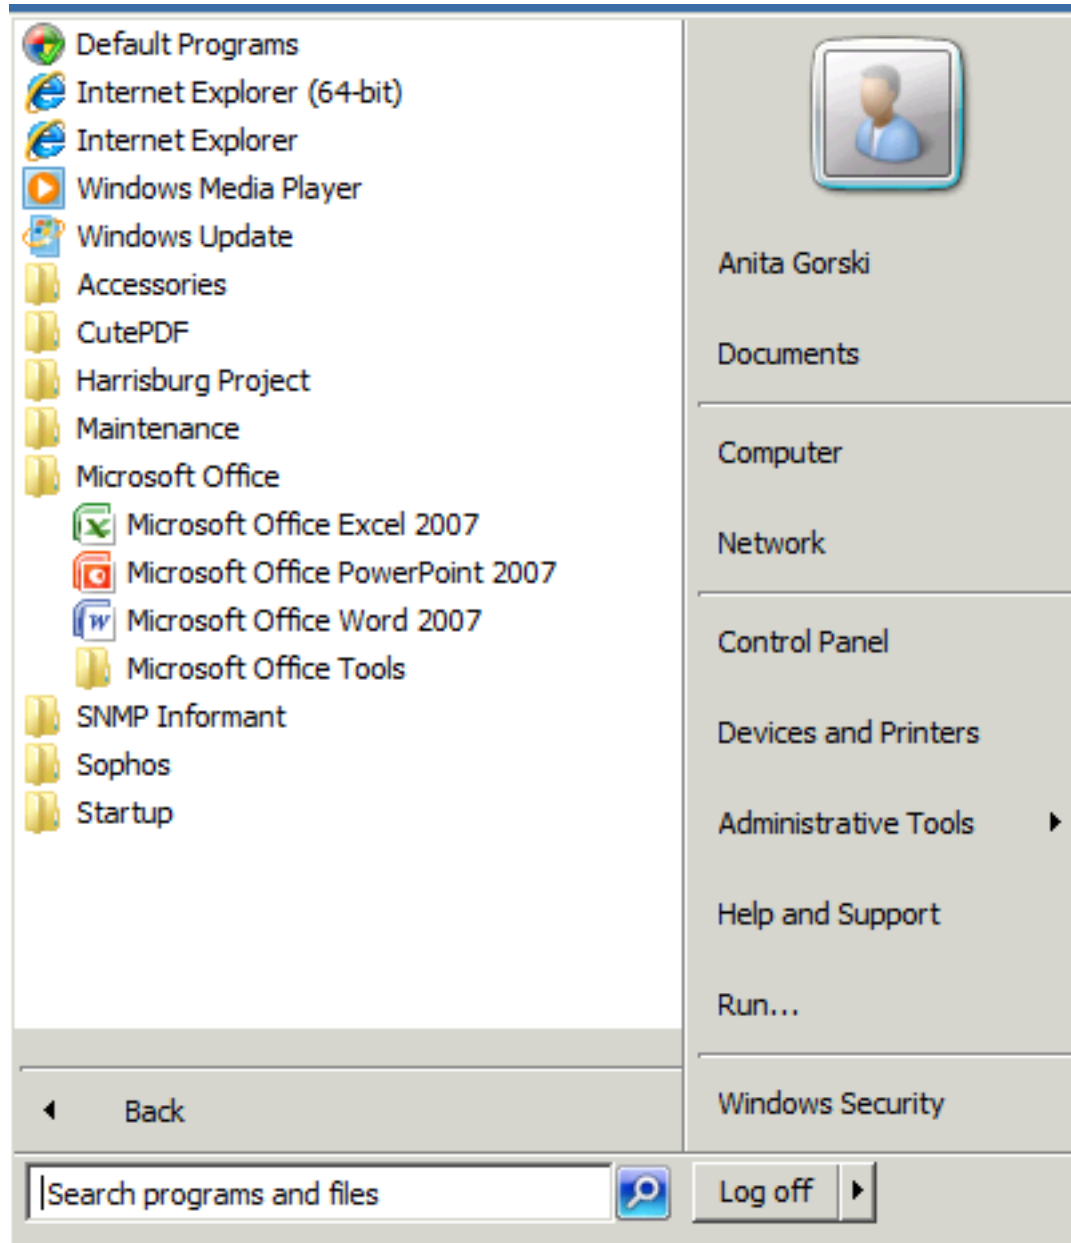 Default Programs
Internet Explorer (64-bit)
Internet Explorer
Windows Media Player
Windows Update
Accessories
CutePDF
Harrisburg Project
Maintenance
Microsoft Office
Microsoft Office Excel 2007
Microsoft Office PowerPoint 2007
Microsoft Office Word 2007
Microsoft Office Tools
SNMP Informant
Sophos
Startup
Back
Search programs and files
Anita Gorski
Documents
Computer
Network
Control Panel
Devices and Printers
Administrative Tools
Help and Support
Run...
Windows Security
Log off